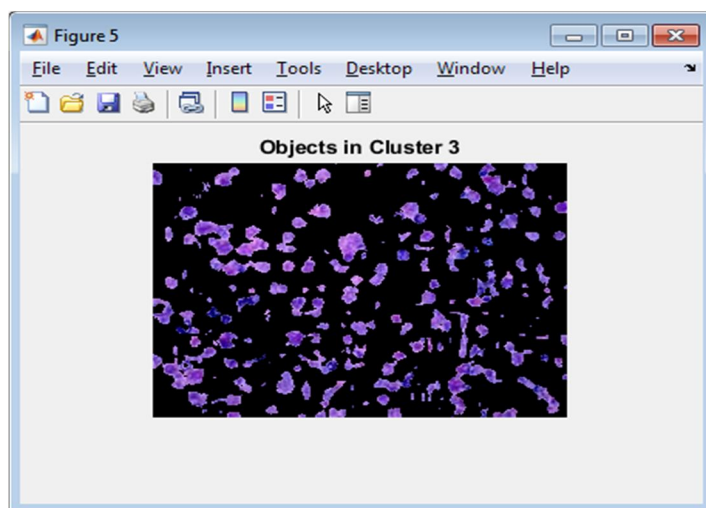 Figure 5
File Edit View Insert Tools Desktop Window Help
Objects in Cluster 3